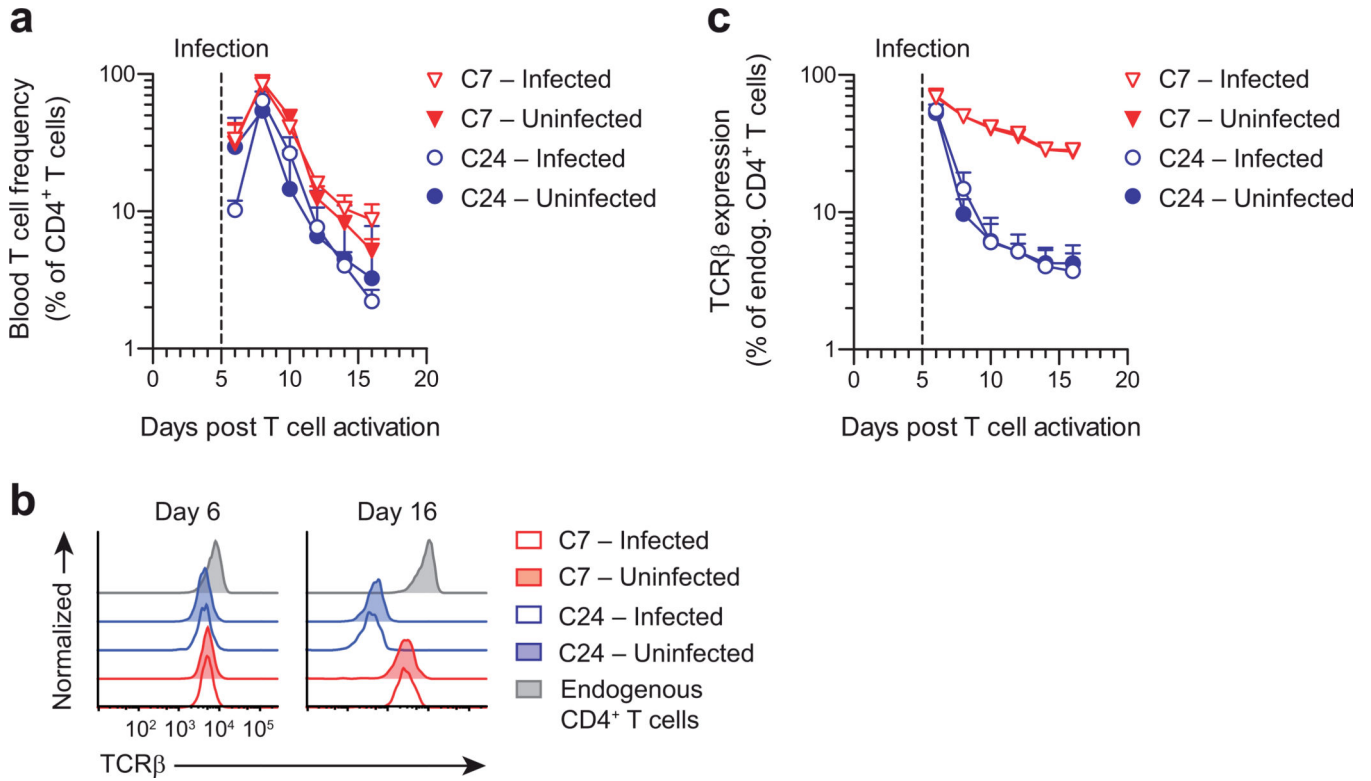 a
Infection
Blood T cell frequency
(% of CD4⁺ T cells)
100
10
1
0 5 10 15 20
Days post T cell activation
C7 – Infected
C7 – Uninfected
C24 – Infected
C24 – Uninfected
c
Infection
TCRβ expression
(% of endog. CD4⁺ T cells)
100
10
1
0 5 10 15 20
Days post T cell activation
C7 – Infected
C7 – Uninfected
C24 – Infected
C24 – Uninfected
b
Day 6
Day 16
Normalized
10² 10³ 10⁴ 10⁵
TCRβ
C7 – Infected
C7 – Uninfected
C24 – Infected
C24 – Uninfected
Endogenous
CD4⁺ T cells